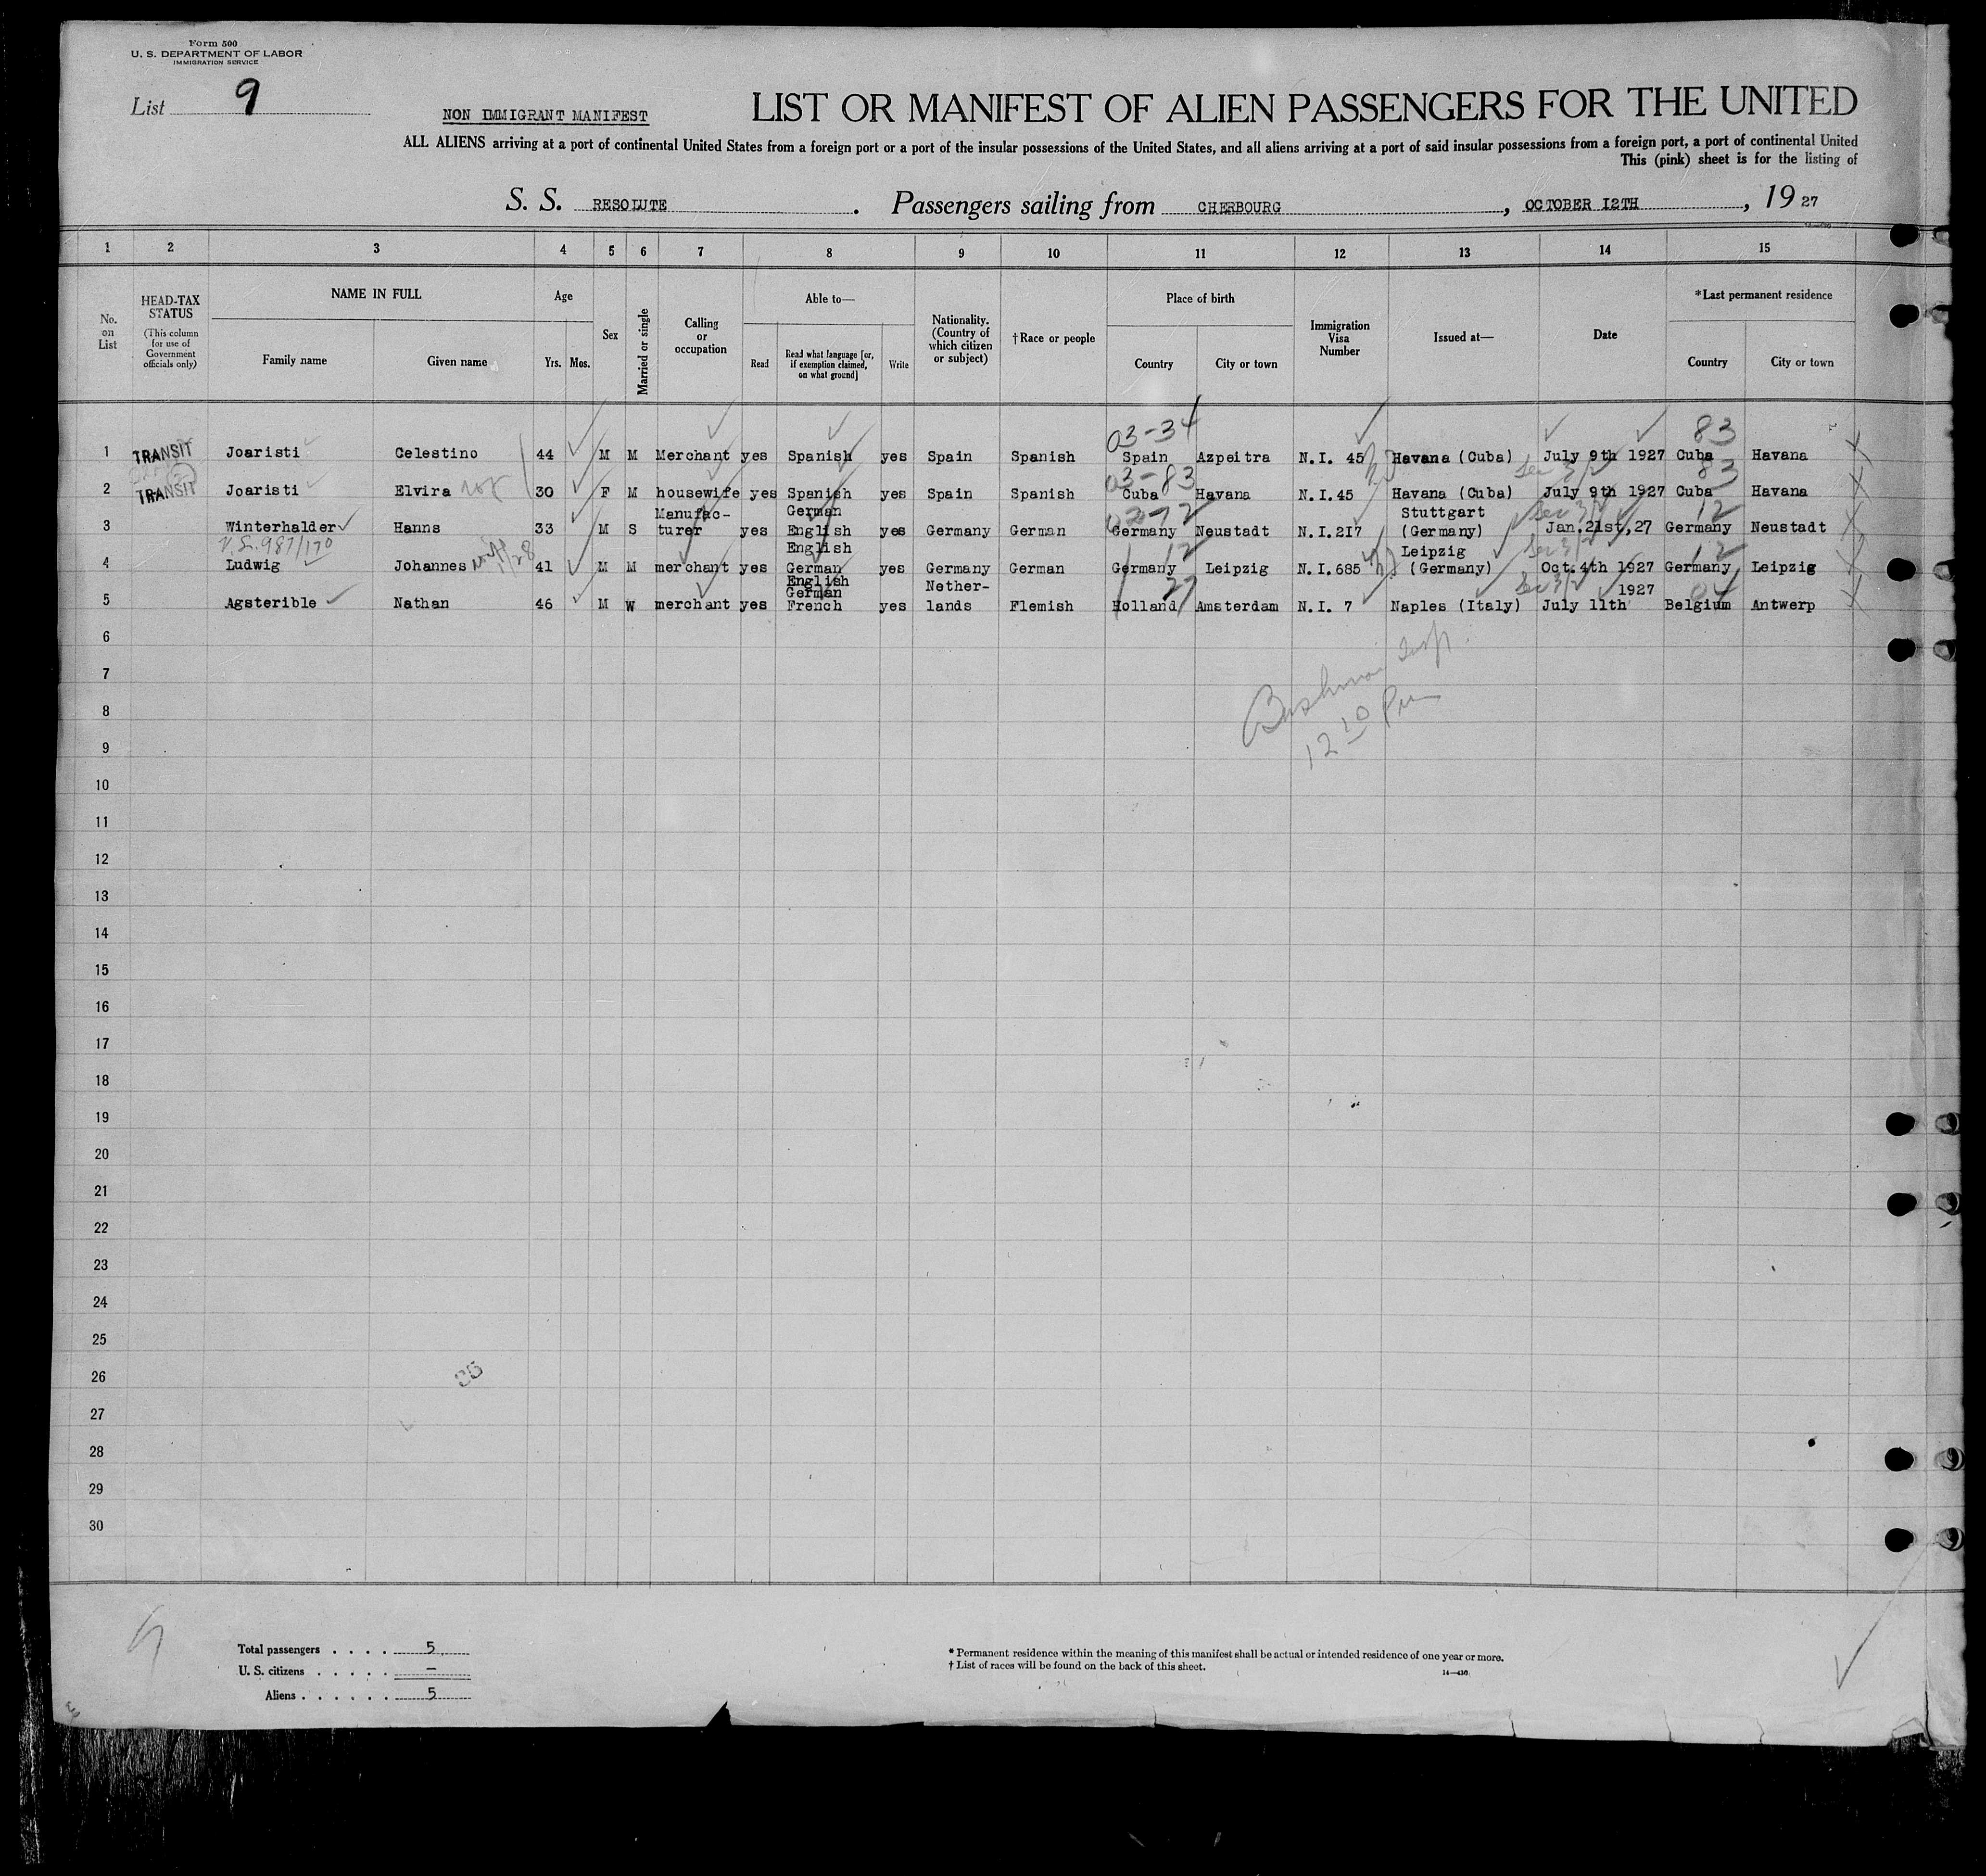 Form 500
U. S. DEPARTMENT OF LABOR
IMMIGRATION SERVICE
List 9
NON IMMIGRANT MANIFEST
LIST OR MANIFEST OF ALIEN PASSENGERS FOR THE UNITED
ALL ALIENS arriving at a port of continental United States from a foreign port or a port of the insular possessions of the United States, and all aliens arriving at a port of said insular possessions from a foreign port, a port of continental United
This (pink) sheet is for the listing of
S. S. RESOLUTE. Passengers sailing from CHERBOURG, OCTOBER I2TH, 19 27
1 2 3 4 5 6 7 8 9 10 11 12 13 14 15
No. on List
HEAD-TAX STATUS
(This column for use of Government officials only)
NAME IN FULL
Family name Given name
Age
Yrs. Mos.
Sex
Married or single
Calling or occupation
Able to—
Read
Read what language [or, if exemption claimed, on what ground]
Write
Nationality. (Country of which citizen or subject)
†Race or people
Place of birth
Country City or town
Immigration Visa Number
Issued at—
Date
*Last permanent residence
Country City or town
03-34 83
1 TRANSIT Joaristi Celestino 44 M M Merchant yes Spanish yes Spain Spanish Spain Azpeitra N.I. 45 Havana (Cuba) July 9th 1927 Cuba Havana
03-83 83
2 TRANSIT Joaristi Elvira 30 F M housewife yes Spanish yes Spain Spanish Cuba Havana N.I.45 Havana (Cuba) July 9th 1927 Cuba Havana
Manufac- German Stuttgart 12
3 Winterhalder Hanns 33 M S turer yes English yes Germany German Germany Neustadt N.I.2I7 (Germany) Jan.21st,27 Germany Neustadt
V.S. 987/170 English 12 Leipzig 12
4 Ludwig Johannes 41 M M merchant yes German yes Germany German Germany Leipzig N.I.685 (Germany) Oct.4th 1927 Germany Leipzig
English
German Nether- 27 1927
5 Agsterible Nathan 46 M W merchant yes French yes lands Flemish Holland Amsterdam N.I. 7 Naples (Italy) July 11th Belgium Antwerp
6
7
8
9
10
11
12
13
14
15
16
17
18
19
20
21
22
23
24
25
26
27
28
29
30
Total passengers . . . . 5
U. S. citizens . . . . . —
Aliens . . . . . . 5
* Permanent residence within the meaning of this manifest shall be actual or intended residence of one year or more.
† List of races will be found on the back of this sheet.
14—430